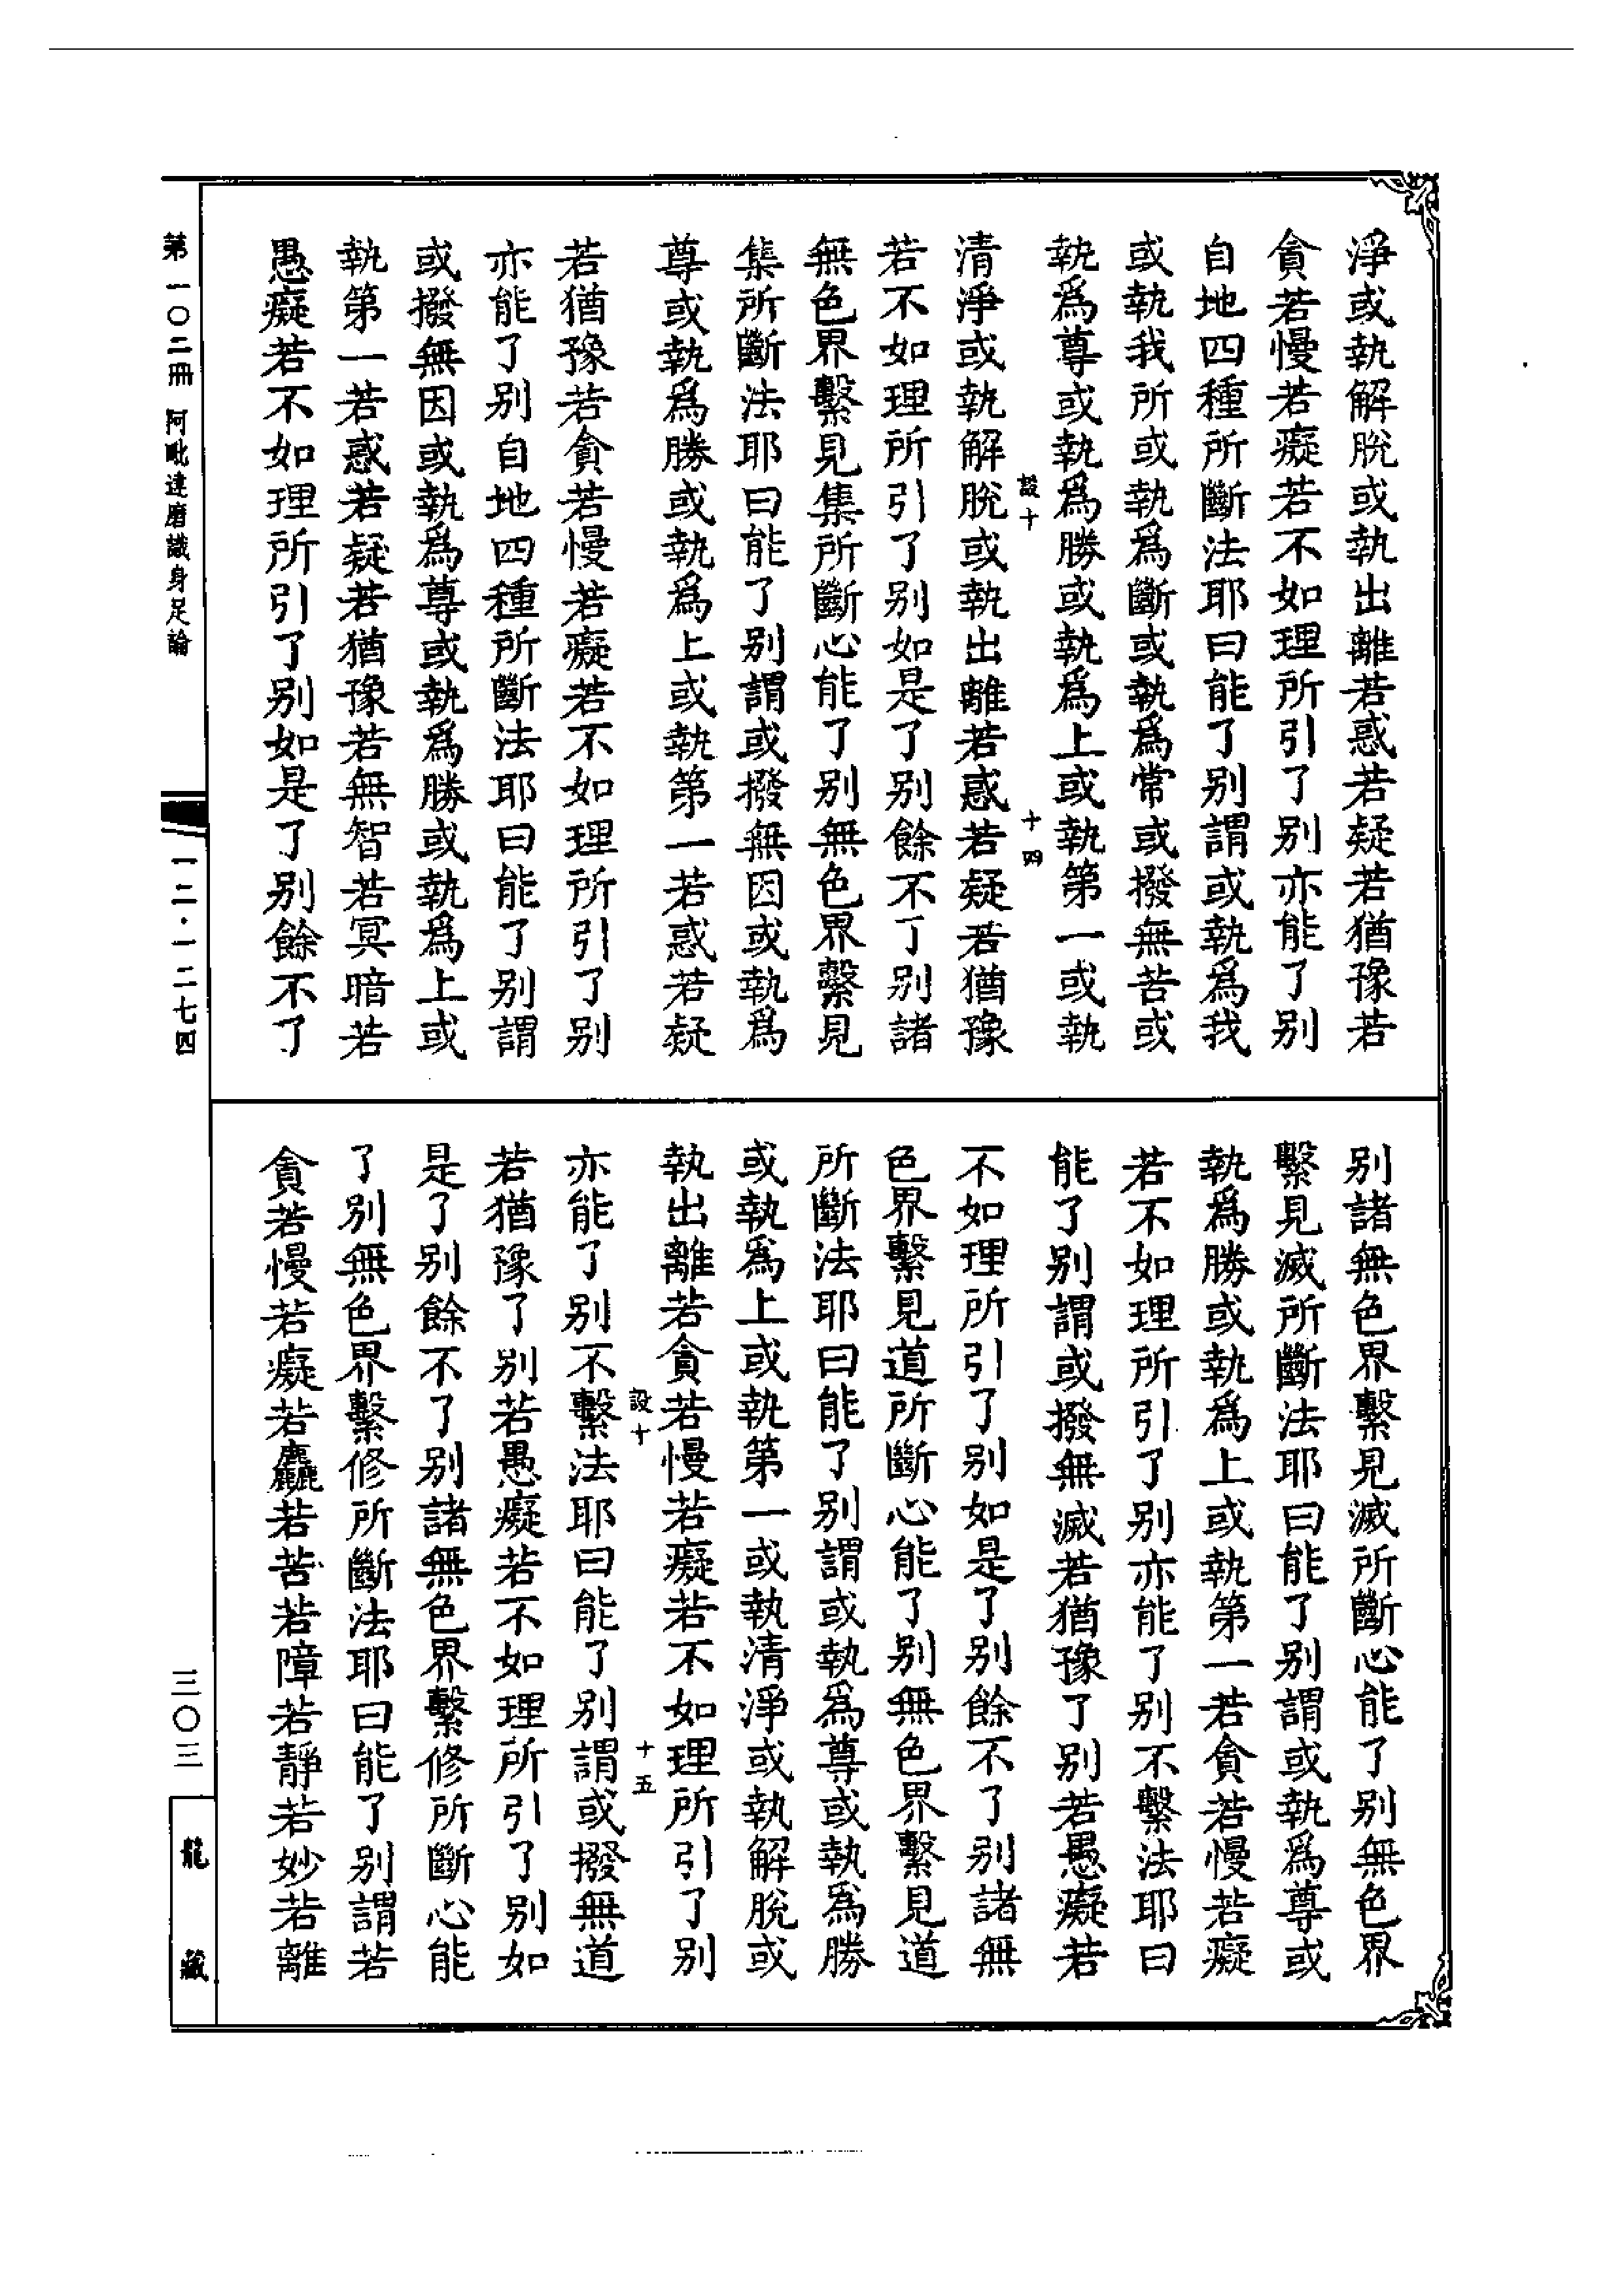 淨或執解脫或執出離若惑若疑若猶豫若
貪若慢若癡若不如理所引了別亦能了別
自地四種所斷法耶曰能了別謂或執為我
或執我所或執為斷或執為常或撥無苦或
執為尊或執為勝或執為上或執第一或執
設十
十四
清淨或執解脫或執出離若惑若疑若猶豫
若不如理所引了別如是了別餘不了別諸
無色界繫見集所斷心能了別無色界繫見
集所斷法耶曰能了別謂或撥無因或執為
尊或執為勝或執為上或執第一若惑若疑
若猶豫若貪若慢若癡若不如理所引了別
亦能了別自地四種所斷法耶曰能了別謂
或撥無因或執為尊或執為勝或執為上或
執第一若惑若疑若猶豫若無智若冥暗若
愚癡若不如理所引了別如是了別餘不了
別諸無色界繫見滅所斷心能了別無色界
繫見滅所斷法耶曰能了別謂或執為尊或
執為勝或執為上或執第一若貪若慢若癡
若不如理所引了別亦能了別不繫法耶曰
能了別謂或撥無滅若猶豫了別若愚癡若
不如理所引了別如是了別餘不了別諸無
色界繫見道所斷心能了別無色界繫見道
所斷法耶曰能了別謂或執為尊或執為勝
或執為上或執第一或執清淨或執解脫或
執出離若貪若慢若癡若不如理所引了別
設十
十五
亦能了別不繫法耶曰能了別謂或撥無道
若猶豫了別若愚癡若不如理所引了別如
是了別餘不了別諸無色界繫修所斷心能
了別無色界繫修所斷法耶曰能了別謂若
貪若慢若癡若麤若苦若障若靜若妙若離
第一〇二冊 阿毗達磨識身足論
一二·一二七四
三〇三
龍藏